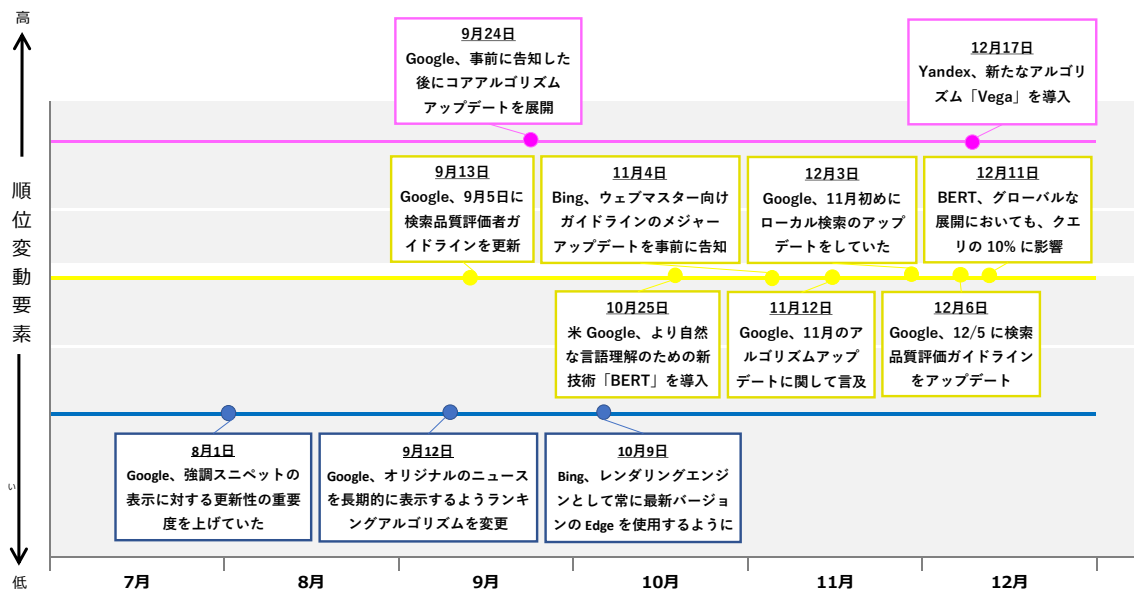 高
9月24日
Google、事前に告知した
後にコアアルゴリズム
アップデートを展開
12月17日
Yandex、新たなアルゴリ
ズム「Vega」を導入
順位変動要素
9月13日
Google、9月5日に
検索品質評価者ガ
イドラインを更新
11月4日
Bing、ウェブマスター向け
ガイドラインのメジャー
アップデートを事前に告知
12月3日
Google、11月初めに
ローカル検索のアップ
デートをしていた
12月11日
BERT、グローバルな
展開においても、クエ
リの 10% に影響
10月25日
米 Google、より自然
な言語理解のための新
技術「BERT」を導入
11月12日
Google、11月のア
ルゴリズムアップ
デートに関して言及
12月6日
Google、12/5 に検索
品質評価ガイドライン
をアップデート
8月1日
Google、強調スニペットの
表示に対する更新性の重要
度を上げていた
9月12日
Google、オリジナルのニュース
を長期的に表示するようランキ
ングアルゴリズムを変更
10月9日
Bing、レンダリングエンジ
ンとして常に最新バージョ
ンの Edge を使用するように
い
低
7月
8月
9月
10月
11月
12月